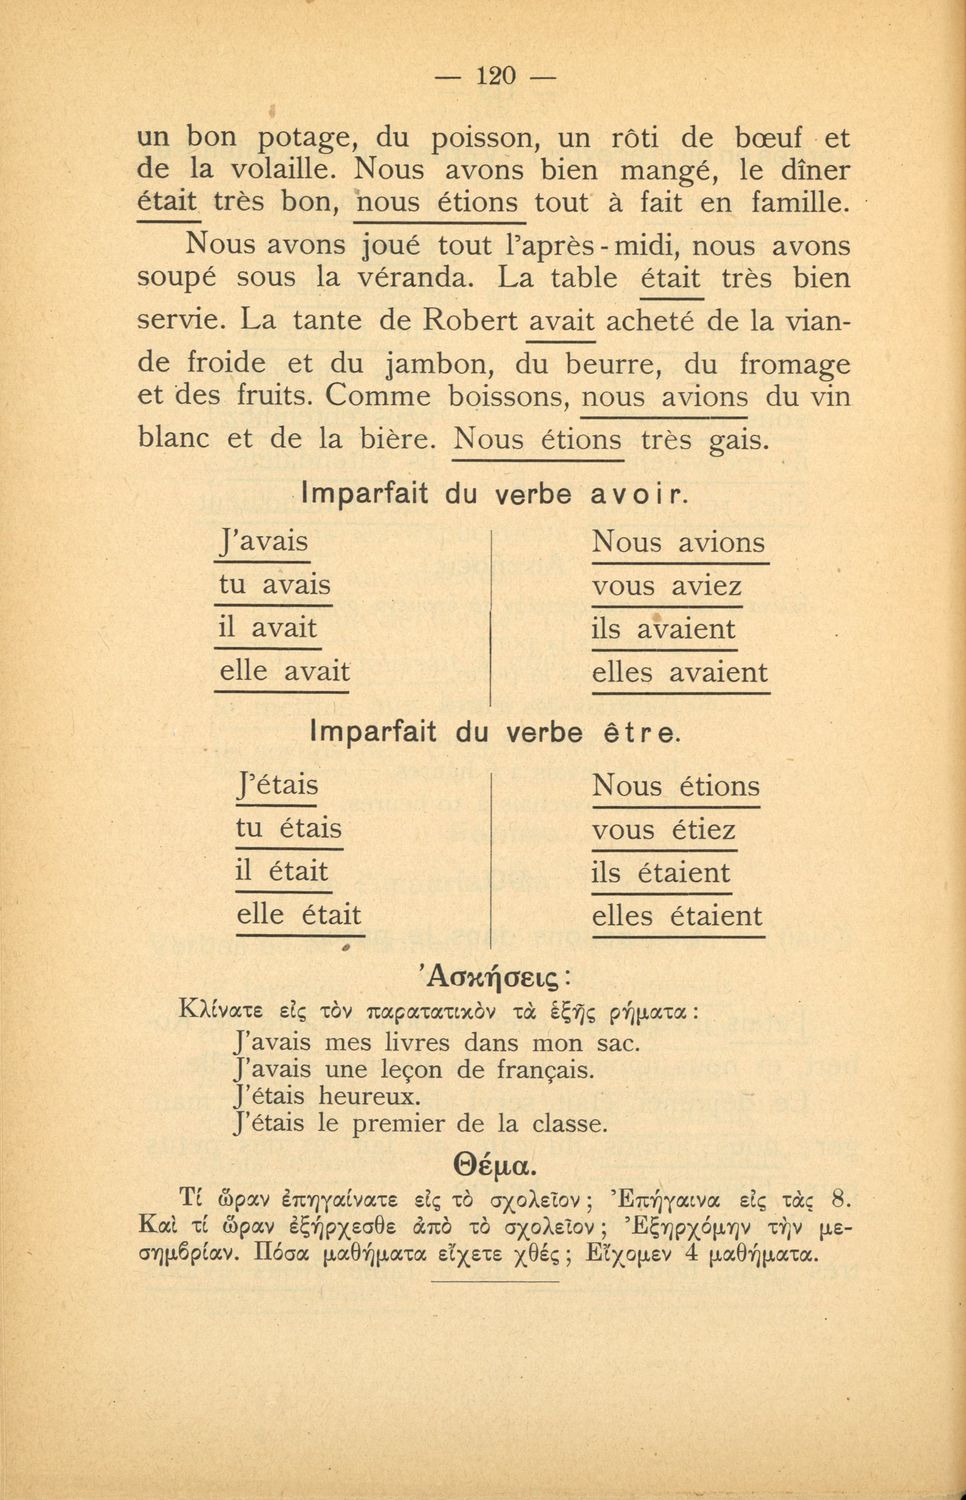 — 120 —
un bon potage, du poisson, un rôti de bœuf et
de la volaille. Nous avons bien mangé, le dîner
était très bon, nous étions tout à fait en famille.
Nous avons joué tout l'après-midi, nous avons
soupé sous la véranda. La table était très bien
servie. La tante de Robert avait acheté de la vian-
de froide et du jambon, du beurre, du fromage
et des fruits. Comme boissons, nous avions du vin
blanc et de la bière. Nous étions très gais.
Imparfait du verbe avoir.
J'avais Nous avions
tu avais vous aviez
il avait ils avaient
elle avait elles avaient
Imparfait du verbe être.
J'étais Nous étions
tu étais vous étiez
il était ils étaient
elle était elles étaient
Ἀσκήσεις:
Κλίνατε εἰς τὸν παρατατικὸν τὰ ἑξῆς ρήματα:
J'avais mes livres dans mon sac.
J'avais une leçon de français.
J'étais heureux.
J'étais le premier de la classe.
Θέμα.
Τί ὥραν ἐπηγαίνατε εἰς τὸ σχολεῖον; Ἐπήγαινα εἰς τὰς 8.
Καὶ τί ὥραν ἐξήρχεσθε ἀπὸ τὸ σχολεῖον; Ἐξηρχόμην τὴν με-
σημβρίαν. Πόσα μαθήματα εἴχετε χθές; Εἴχομεν 4 μαθήματα.